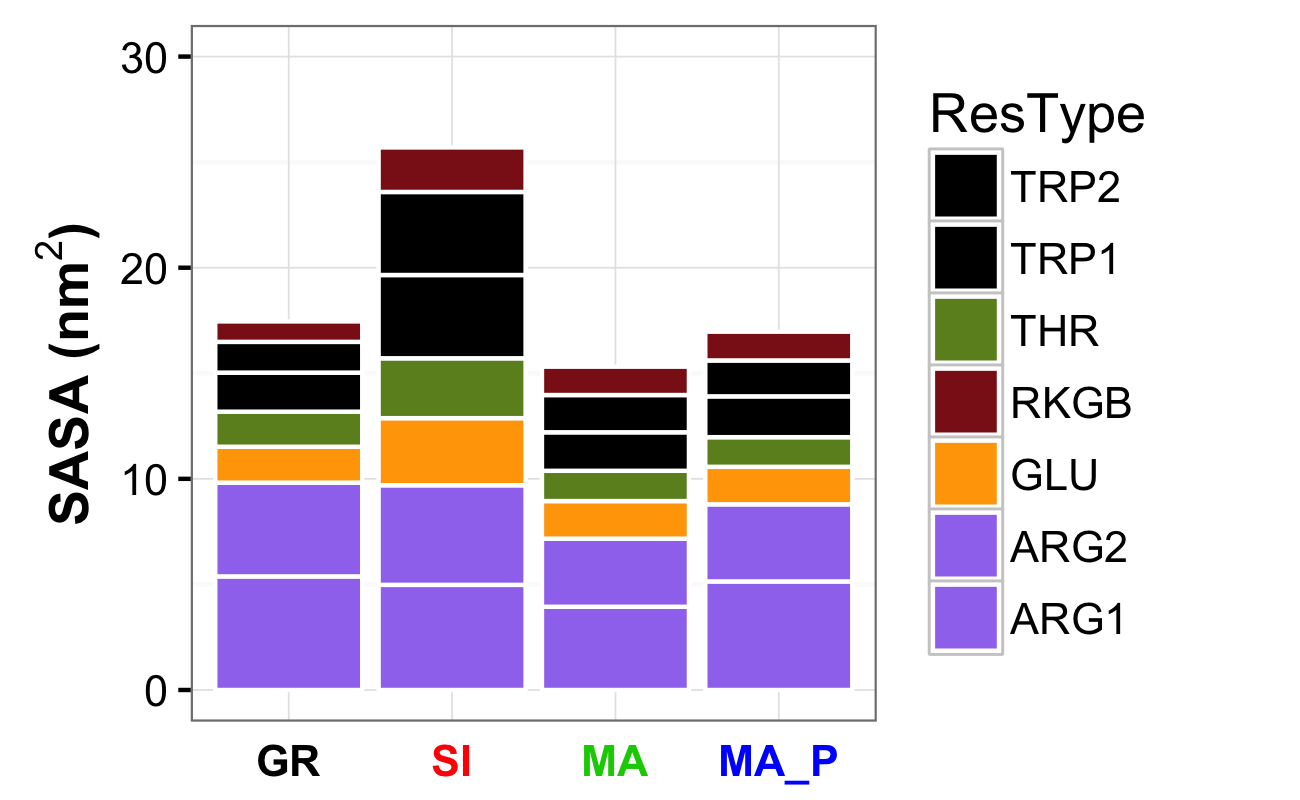 30
20
10
0
SASA (nm²)
GR SI MA MA_P
ResType
TRP2
TRP1
THR
RKGB
GLU
ARG2
ARG1